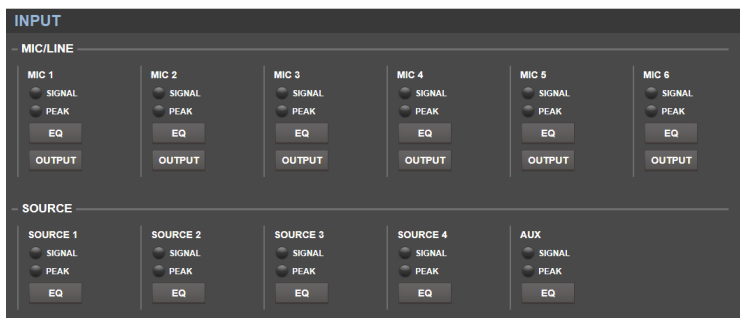 INPUT
MIC/LINE
MIC 1 MIC 2 MIC 3 MIC 4 MIC 5 MIC 6
SIGNAL SIGNAL SIGNAL SIGNAL SIGNAL SIGNAL
PEAK PEAK PEAK PEAK PEAK PEAK
EQ EQ EQ EQ EQ EQ
OUTPUT OUTPUT OUTPUT OUTPUT OUTPUT OUTPUT
SOURCE
SOURCE 1 SOURCE 2 SOURCE 3 SOURCE 4 AUX
SIGNAL SIGNAL SIGNAL SIGNAL SIGNAL
PEAK PEAK PEAK PEAK PEAK
EQ EQ EQ EQ EQ